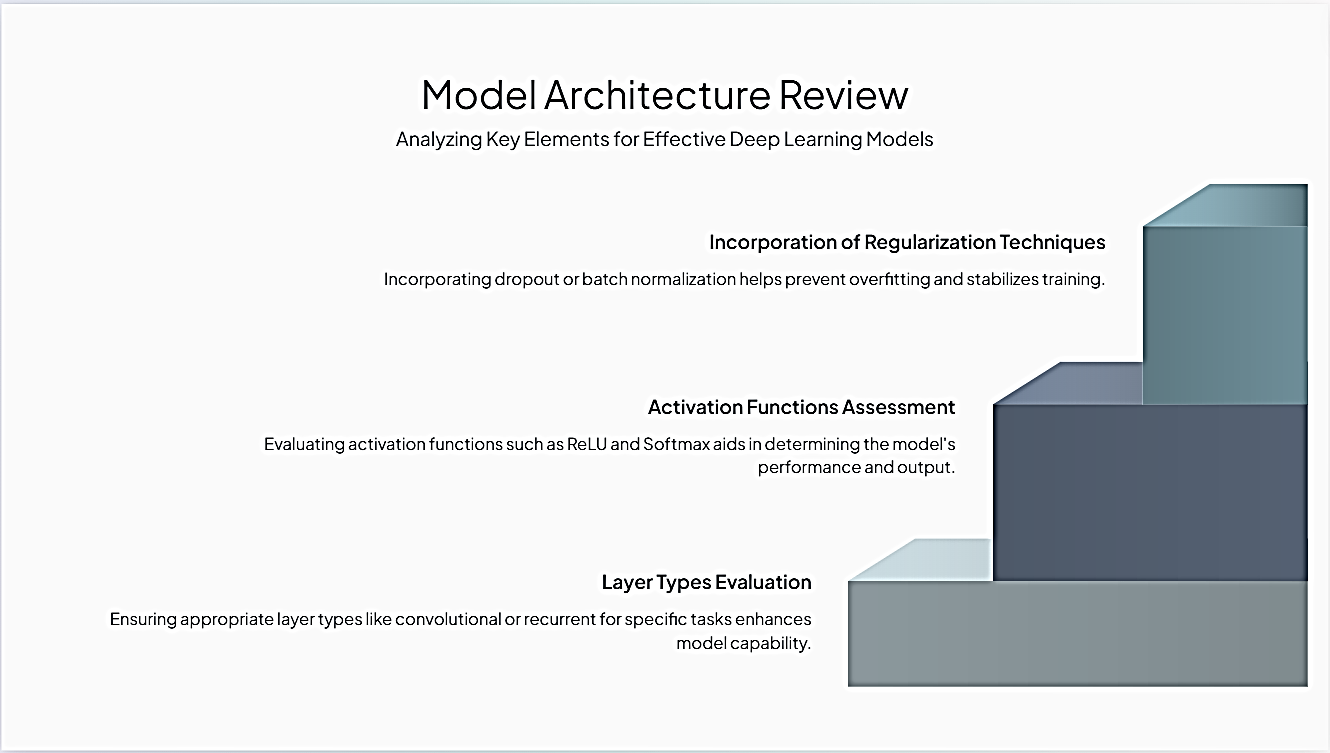 Model Architecture Review
Analyzing Key Elements for Effective Deep Learning Models
Incorporation of Regularization Techniques
Incorporating dropout or batch normalization helps prevent overfitting and stabilizes training.
Activation Functions Assessment
Evaluating activation functions such as ReLU and Softmax aids in determining the model's
performance and output.
Layer Types Evaluation
Ensuring appropriate layer types like convolutional or recurrent for specific tasks enhances
model capability.